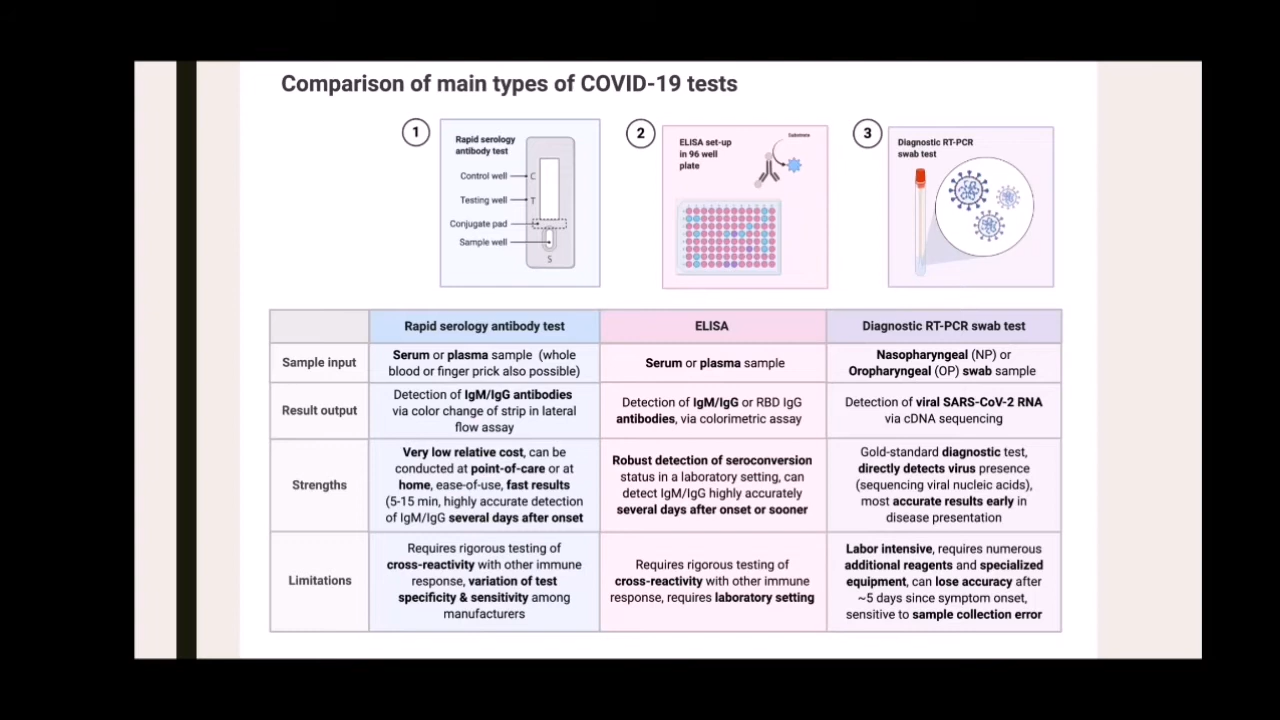 Comparison of main types of COVID-19 tests
1
Rapid serology
antibody test
Control well
C
Testing well
T
Conjugate pad
Sample well
S
2
ELISA set-up
in 96 well
plate
Substrate
3
Diagnostic RT-PCR
swab test
Rapid serology antibody test
ELISA
Diagnostic RT-PCR swab test
Sample input
Serum or plasma sample (whole
blood or finger prick also possible)
Serum or plasma sample
Nasopharyngeal (NP) or
Oropharyngeal (OP) swab sample
Result output
Detection of IgM/IgG antibodies
via color change of strip in lateral
flow assay
Detection of IgM/IgG or RBD IgG
antibodies, via colorimetric assay
Detection of viral SARS-CoV-2 RNA
via cDNA sequencing
Strengths
Very low relative cost, can be
conducted at point-of-care or at
home, ease-of-use, fast results
(5-15 min, highly accurate detection
of IgM/IgG several days after onset
Robust detection of seroconversion
status in a laboratory setting, can
detect IgM/IgG highly accurately
several days after onset or sooner
Gold-standard diagnostic test,
directly detects virus presence
(sequencing viral nucleic acids),
most accurate results early in
disease presentation
Limitations
Requires rigorous testing of
cross-reactivity with other immune
response, variation of test
specificity & sensitivity among
manufacturers
Requires rigorous testing of
cross-reactivity with other immune
response, requires laboratory setting
Labor intensive, requires numerous
additional reagents and specialized
equipment, can lose accuracy after
~5 days since symptom onset,
sensitive to sample collection error